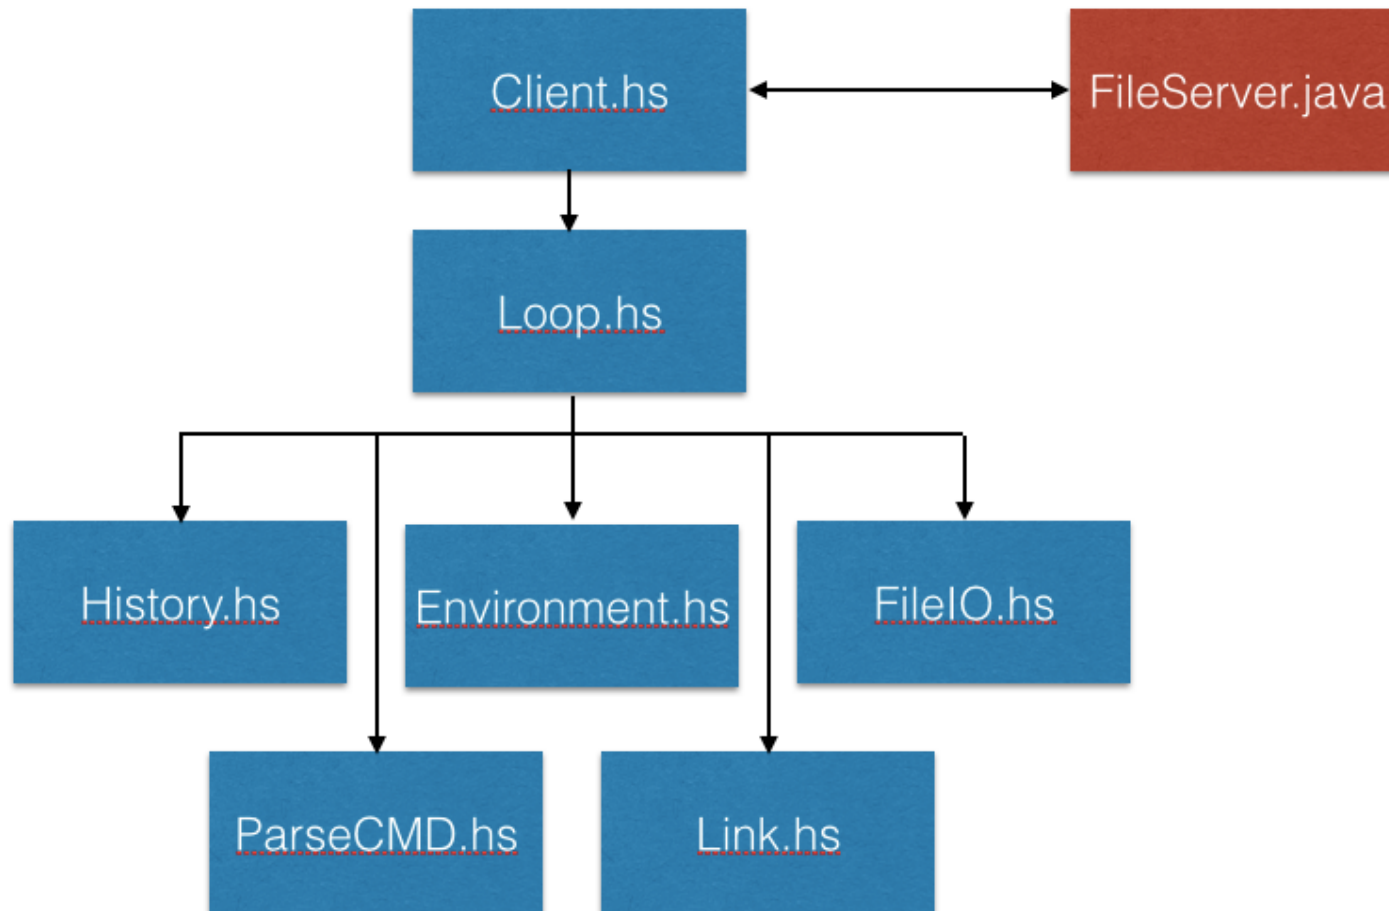 Client.hs
FileServer.java
Loop.hs
History.hs
Environment.hs
FileIO.hs
ParseCMD.hs
Link.hs